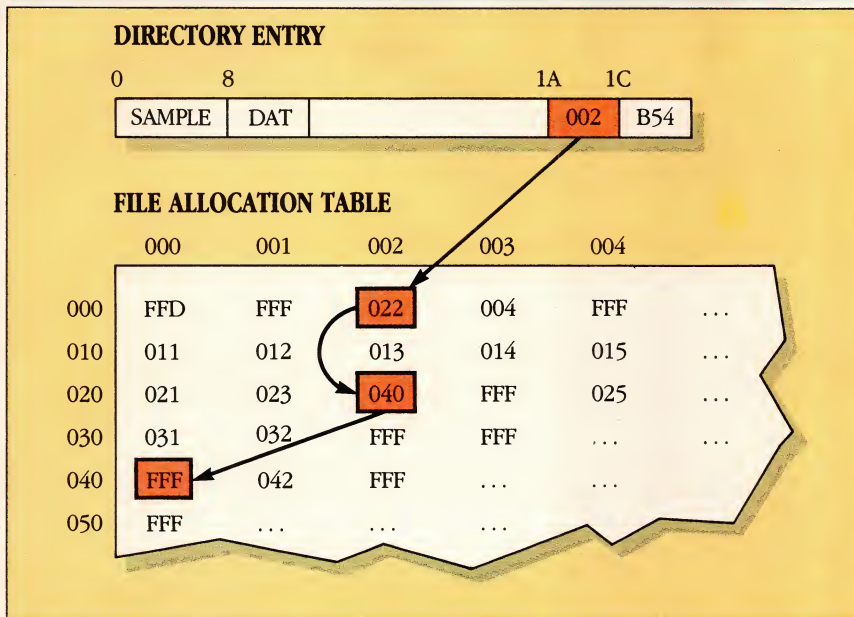 DIRECTORY ENTRY
0 8 1A 1C
SAMPLE DAT 002 B54
FILE ALLOCATION TABLE
000 001 002 003 004
000 FFD FFF 022 004 FFF ...
010 011 012 013 014 015 ...
020 021 023 040 FFF 025 ...
030 031 032 FFF FFF ... ...
040 FFF 042 FFF ... ...
050 FFF ... ... ...